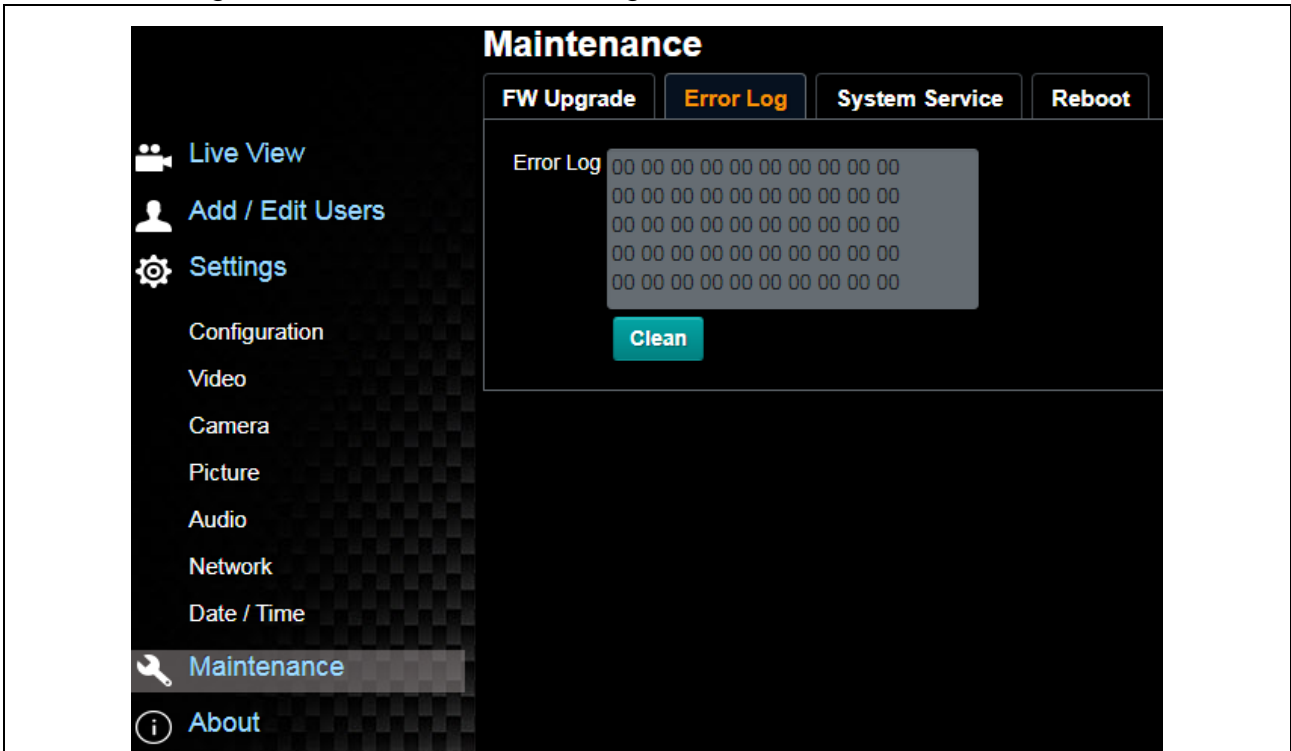 Maintenance
FW Upgrade Error Log System Service Reboot
Live View
Add / Edit Users
Settings
Configuration
Video
Camera
Picture
Audio
Network
Date / Time
Maintenance
About
Error Log
00 00 00 00 00 00 00 00 00 00
00 00 00 00 00 00 00 00 00 00
00 00 00 00 00 00 00 00 00 00
00 00 00 00 00 00 00 00 00 00
00 00 00 00 00 00 00 00 00 00
Clean